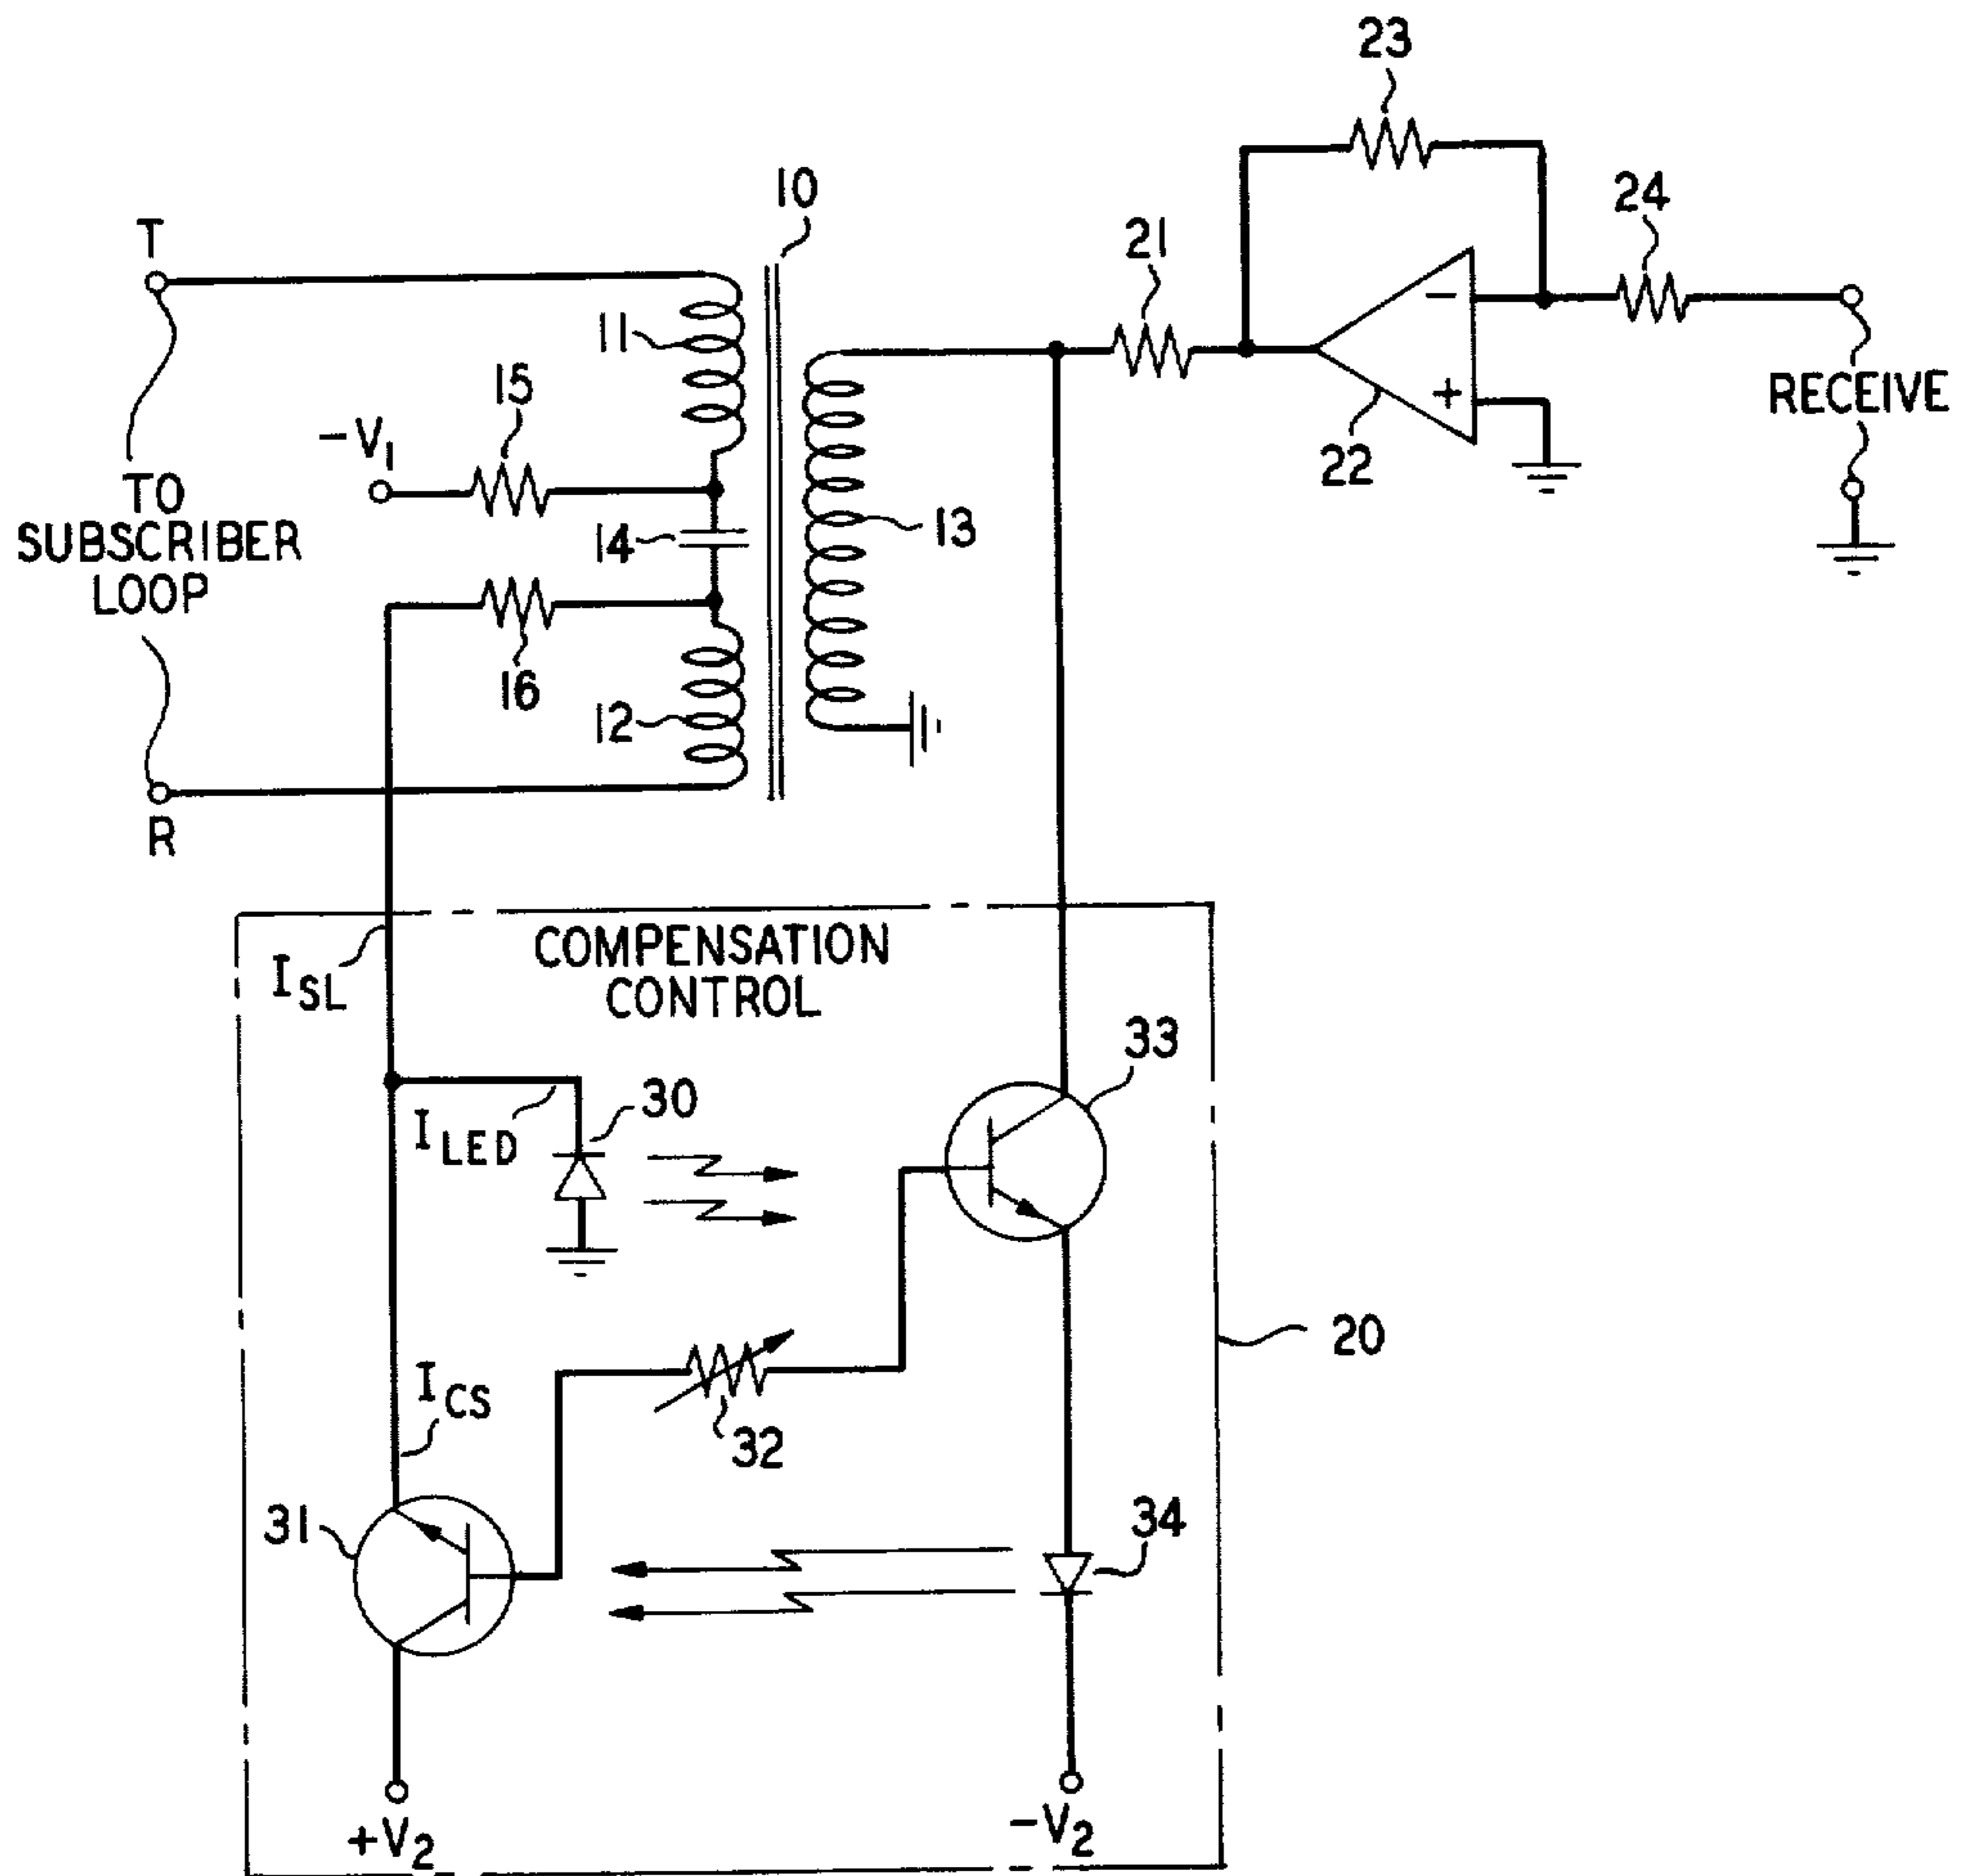 23
10
24
T
21
11
15
-V1
RECEIVE
+
-
22
TO
SUBSCRIBER
LOOP
14
13
16
12
R
COMPENSATION
CONTROL
ISL
33
30
ILED
20
ICS
32
31
34
+V2
-V2